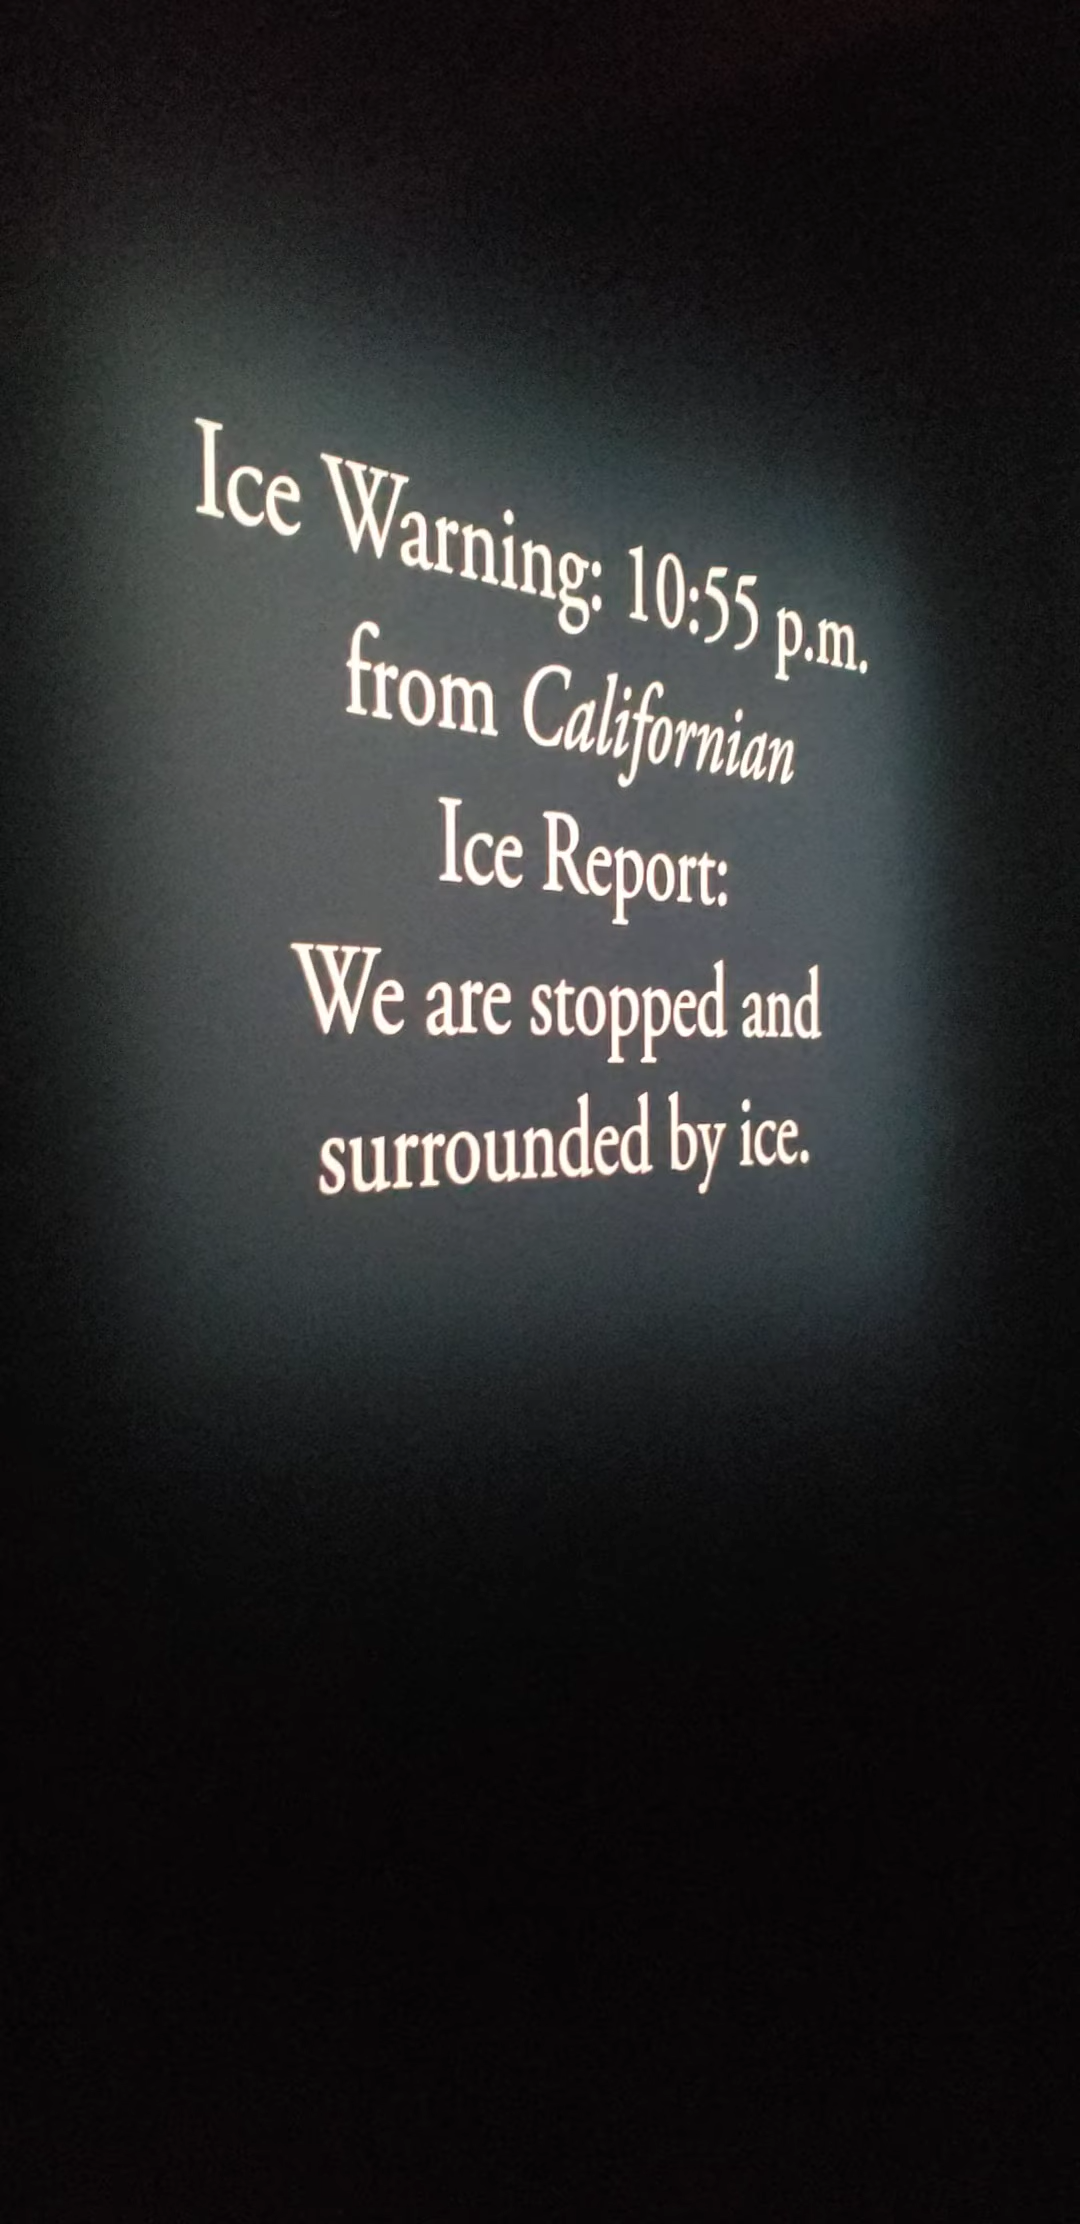 Ice Warning: 10:55 p.m.
from Californian
Ice Report:
We are stopped and
surrounded by ice.